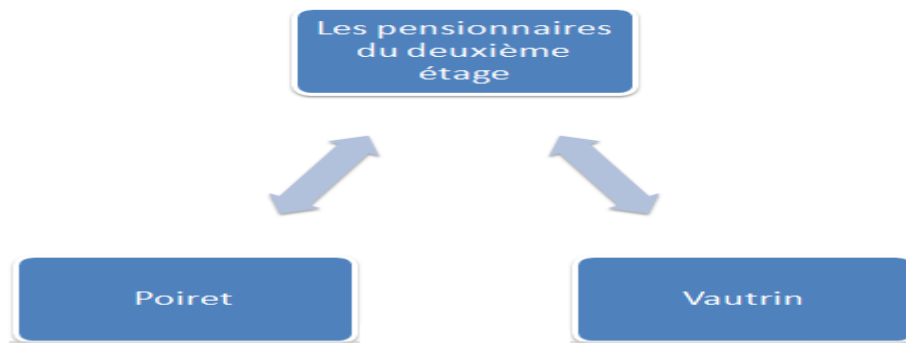 Les pensionnaires
du deuxième
étage
Poiret
Vautrin